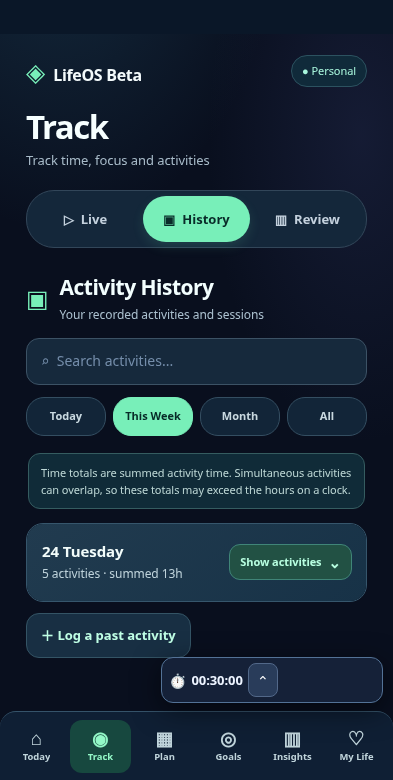 LifeOS Beta
● Personal
Track
Track time, focus and activities
Live
History
Review
Activity History
Your recorded activities and sessions
Search activities...
Today
This Week
Month
All
Time totals are summed activity time. Simultaneous activities
can overlap, so these totals may exceed the hours on a clock.
24 Tuesday
5 activities · summed 13h
Show activities
+ Log a past activity
00:30:00
Today
Track
Plan
Goals
Insights
My Life